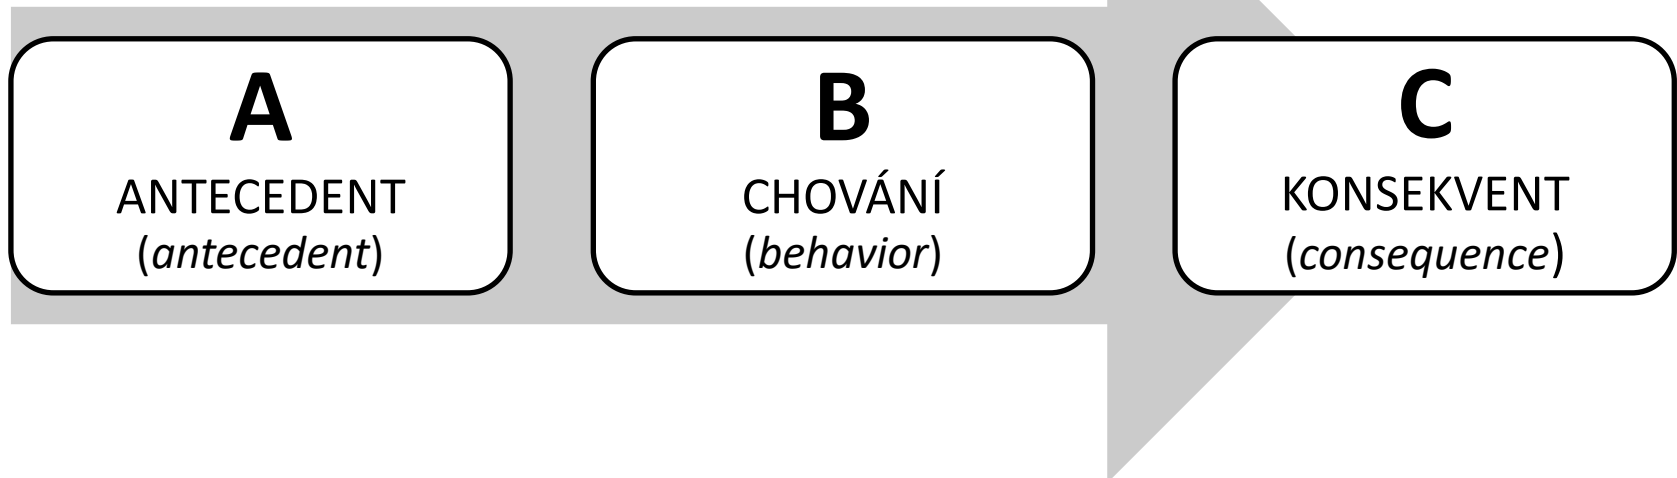 A
ANTECEDENT
(antecedent)
B
CHOVÁNÍ
(behavior)
C
KONSEKVENT
(consequence)